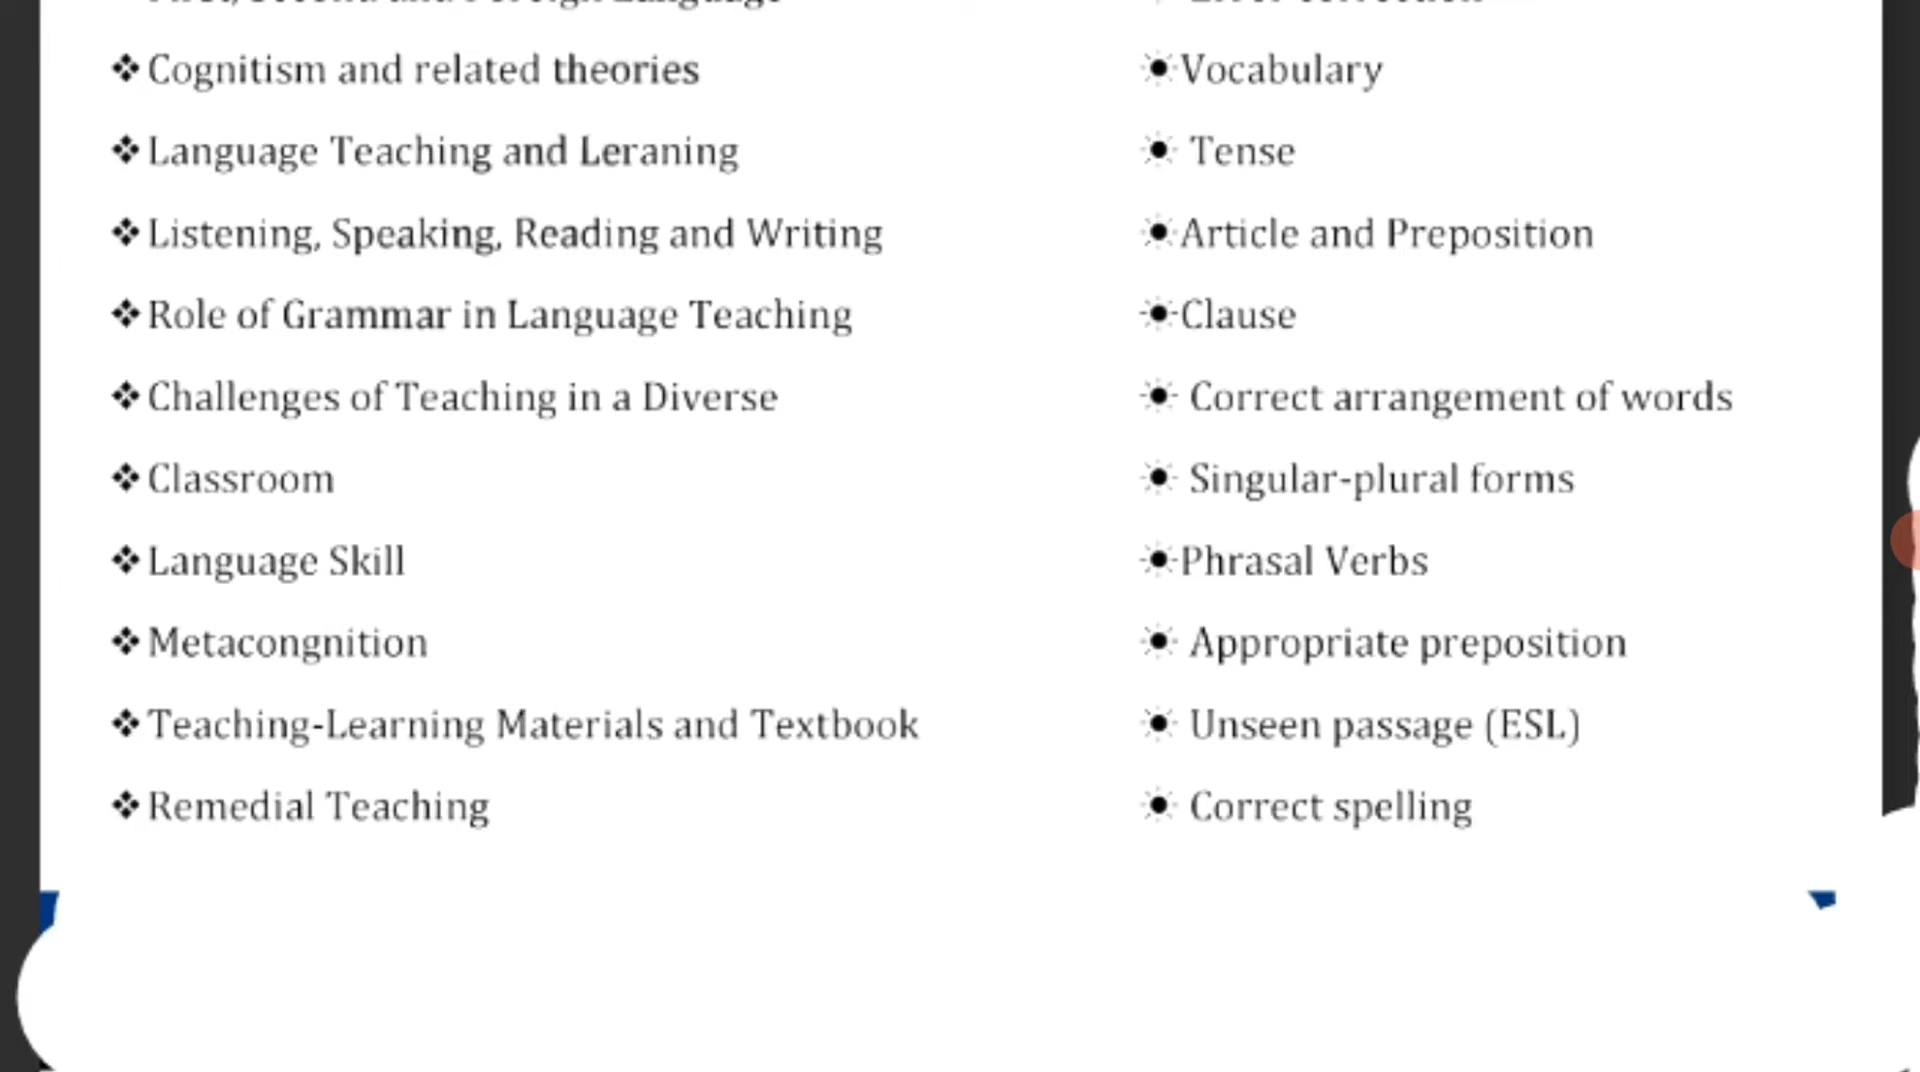 Cognitism and related theories
Language Teaching and Leraning
Listening, Speaking, Reading and Writing
Role of Grammar in Language Teaching
Challenges of Teaching in a Diverse
Classroom
Language Skill
Metacongnition
Teaching-Learning Materials and Textbook
Remedial Teaching
Vocabulary
Tense
Article and Preposition
Clause
Correct arrangement of words
Singular-plural forms
Phrasal Verbs
Appropriate preposition
Unseen passage (ESL)
Correct spelling